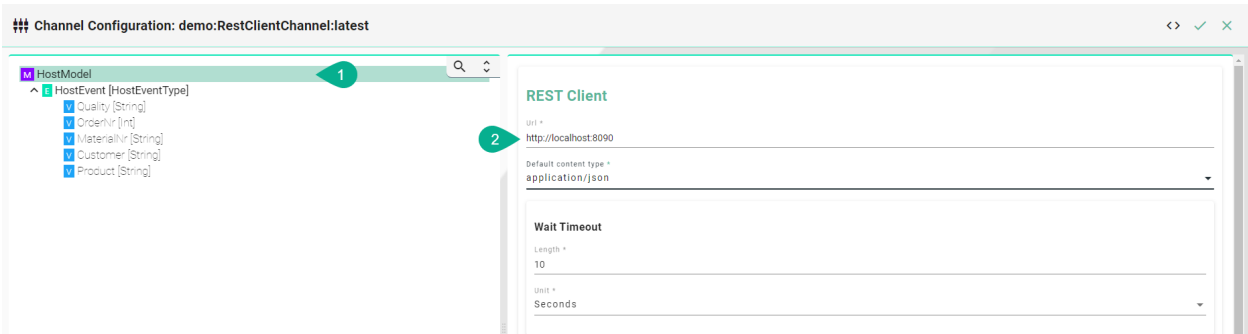 Channel Configuration: demo:RestClientChannel:latest
M HostModel
1
E HostEvent [HostEventType]
V Quality [String]
V OrderNr [Int]
V MaterialNr [String]
V Customer [String]
V Product [String]
REST Client
Url *
2
http://localhost:8090
Default content type *
application/json
Wait Timeout
Length *
10
Unit *
Seconds